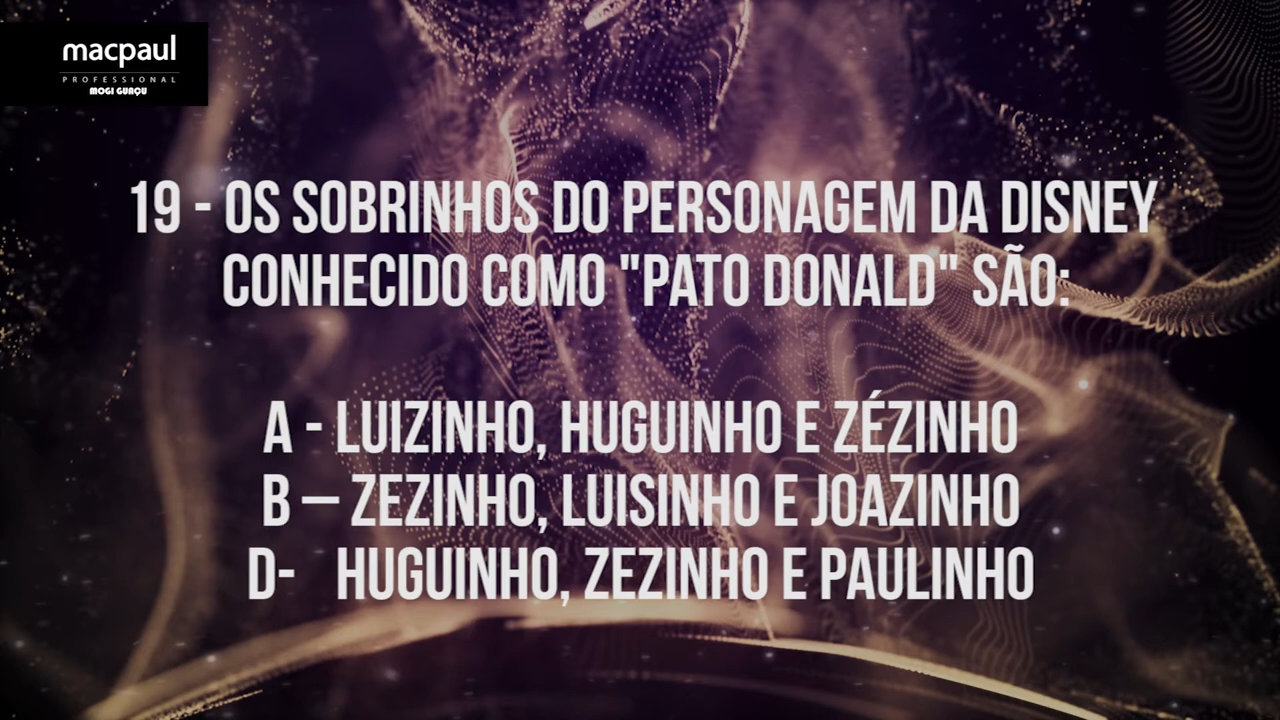 macpaul
PROFESSIONAL
MOGI GUAÇU
19 - OS SOBRINHOS DO PERSONAGEM DA DISNEY
CONHECIDO COMO "PATO DONALD" SÃO:
A - LUIZINHO, HUGUINHO E ZÉZINHO
B – ZEZINHO, LUISINHO E JOAZINHO
D- HUGUINHO, ZEZINHO E PAULINHO